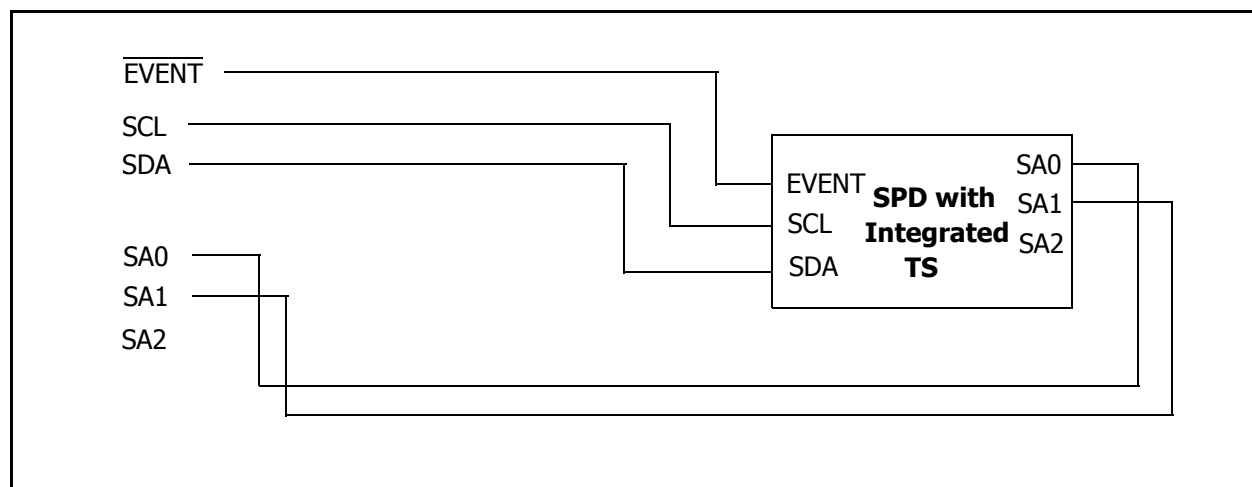 EVENT
SCL
SDA
SA0
SA1
SA2
EVENT
SCL
SDA
SPD with
Integrated
TS
SA0
SA1
SA2